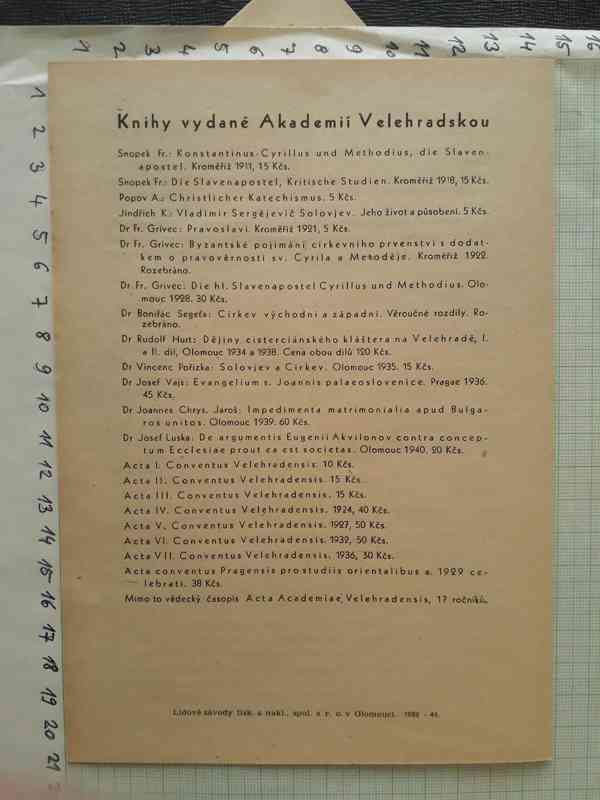 1 2 3 4 5 6 7 8 9 10 11 12 13 14 15 16
1
2
3
4
5
6
7
8
9
10
11
12
13
14
15
16
17
18
19
20
21
Knihy vydané Akademií Velehradskou
Snopek Fr.: Konstantinus-Cyrillus und Methodius, die Slaven-
apostel. Kroměříž 1911, 15 Kčs.
Snopek Fr.: Die Slavenapostel, Kritische Studien. Kroměříž 1918, 15 Kčs.
Popov A.: Christlicher Katechismus. 5 Kčs.
Jindřich K.: Vladimir Sergějevič Solovjev. Jeho život a působení. 5 Kčs.
Dr Fr. Grivec: Pravoslaví. Kroměříž 1921, 5 Kčs.
Dr Fr. Grivec: Byzantské pojímání církevního prvenství s dodat-
kem o pravověrnosti sv. Cyrila a Metoděje. Kroměříž 1922.
Rozebráno.
Dr. Fr. Grivec: Die hl. Slavenapostel Cyrillus und Methodius. Olo-
mouc 1928. 30 Kčs.
Dr Bonifác Segeťa: Církev východní a západní. Věroučné rozdíly. Ro-
zebráno.
Dr Rudolf Hurt: Dějiny cisterciánského kláštera na Velehradě, I.
a II. díl, Olomouc 1934 a 1938. Cena obou dílů 120 Kčs.
Dr Vincenc Pořízka: Solovjev a Církev. Olomouc 1935. 15 Kčs.
Dr Josef Vajs: Evangelium s. Joannis palaeoslovenice. Pragae 1936.
45 Kčs.
Dr Joannes Chrys. Jaroš: Impedimenta matrimonialia apud Bulga-
ros unitos. Olomouc 1939. 60 Kčs.
Dr Josef Luska: De argumentis Eugenii Akvilonov contra concep-
tum Ecclesiae prout ea est societas. Olomouc 1940. 20 Kčs.
Acta I. Conventus Velehradensis. 10 Kčs.
Acta II. Conventus Velehradensis. 15 Kčs.
Acta III. Conventus Velehradensis. 15 Kčs.
Acta IV. Conventus Velehradensis. 1924, 40 Kčs.
Acta V. Conventus Velehradensis. 1927, 50 Kčs.
Acta VI. Conventus Velehradensis. 1932, 50 Kčs.
Acta VII. Conventus Velehradensis. 1936, 30 Kčs.
Acta conventus Pragensis pro studiis orientalibus a. 1929 ce-
lebrati. 38 Kčs.
Mimo to vědecký časopis Acta Academiae Velehradensis, 17 ročníků.
Lidové závody tisk. a nakl., spol. s r. o. v Olomouci.